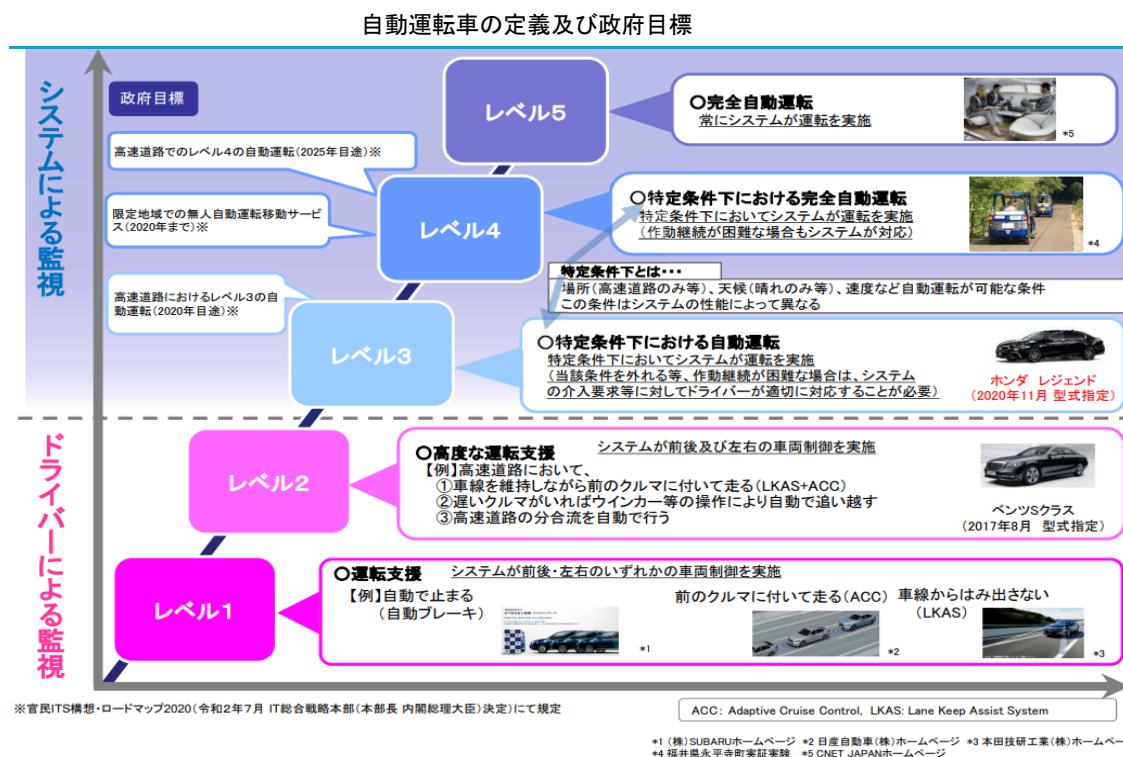 自動運転車の定義及び政府目標
システムによる監視
政府目標
レベル5
〇完全自動運転
常にシステムが運転を実施
*5
高速道路でのレベル4の自動運転(2025年目途)※
限定地域での無人自動運転移動サービ
ス(2020年まで)※
レベル4
〇特定条件下における完全自動運転
特定条件下においてシステムが運転を実施
(作動継続が困難な場合もシステムが対応)
*4
特定条件下とは・・・
場所(高速道路のみ等)、天候(晴れのみ等)、速度など自動運転が可能な条件
この条件はシステムの性能によって異なる
高速道路におけるレベル3の自
動運転(2020年目途)※
レベル3
〇特定条件下における自動運転
特定条件下においてシステムが運転を実施
(当該条件を外れる等、作動継続が困難な場合は、システム
の介入要求等に対してドライバーが適切に対応することが必要)
ホンダ レジェンド
(2020年11月 型式指定)
ドライバーによる監視
レベル2
〇高度な運転支援
システムが前後及び左右の車両制御を実施
【例】高速道路において、
①車線を維持しながら前のクルマに付いて走る(LKAS+ACC)
②遅いクルマがいればウインカー等の操作により自動で追い越す
③高速道路の分合流を自動で行う
ベンツSクラス
(2017年8月 型式指定)
レベル1
〇運転支援
システムが前後・左右のいずれかの車両制御を実施
【例】自動で止まる
(自動ブレーキ)
*1
前のクルマに付いて走る(ACC)
*2
車線からはみ出さない
(LKAS)
*3
※官民ITS構想・ロードマップ2020(令和2年7月 IT総合戦略本部(本部長 内閣総理大臣)決定)にて規定
ACC: Adaptive Cruise Control, LKAS: Lane Keep Assist System
*1 (株)SUBARUホームページ *2 日産自動車(株)ホームページ *3 本田技研工業(株)ホームペー
*4 福井県永平寺町実証実験 *5 CNET JAPANホームページ